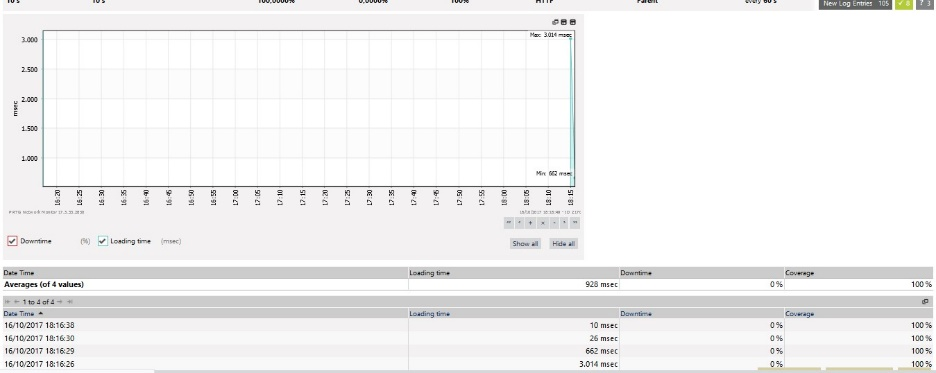 10 s 10 s 100,0000% 0,0000% 100% HTTP Parent every 60 s New Log Entries 105 8 3
Max: 3.014 msec
3.000
2.500
2.000
1.500
1.000
msec
Min: 662 msec
16:20 16:25 16:30 16:35 16:40 16:45 16:50 16:55 17:00 17:05 17:10 17:15 17:20 17:25 17:30 17:35 17:40 17:45 17:50 17:55 18:00 18:05 18:10 18:15
Downtime (%) Loading time (msec) Show all Hide all
Date Time Loading time Downtime Coverage
Averages (of 4 values) 928 msec 0 % 100 %
1 to 4 of 4
Date Time Loading time Downtime Coverage
16/10/2017 18:16:38 10 msec 0 % 100 %
16/10/2017 18:16:30 26 msec 0 % 100 %
16/10/2017 18:16:29 662 msec 0 % 100 %
16/10/2017 18:16:26 3.014 msec 0 % 100 %